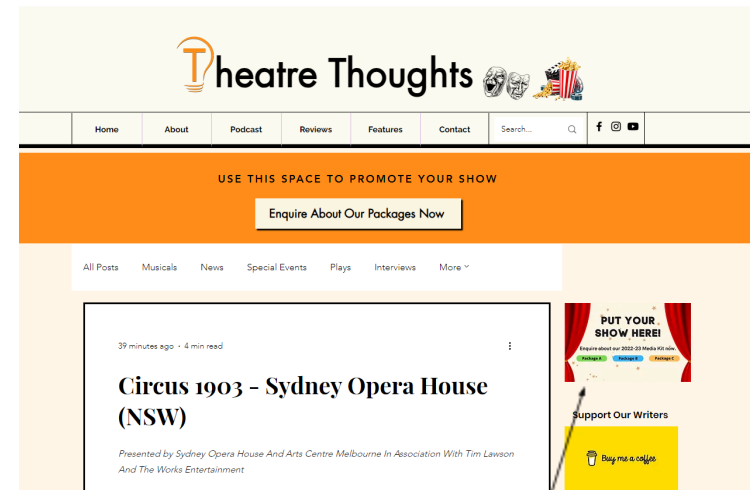 Theatre Thoughts
Home About Podcast Reviews Features Contact Search...
USE THIS SPACE TO PROMOTE YOUR SHOW
Enquire About Our Packages Now
All Posts Musicals News Special Events Plays Interviews More
39 minutes ago · 4 min read
Circus 1903 - Sydney Opera House
(NSW)
Presented by Sydney Opera House And Arts Centre Melbourne In Association With Tim Lawson
And The Works Entertainment
PUT YOUR
SHOW HERE!
Enquire about our 2022-23 Media Kit now.
Package A Package B Package C
Support Our Writers
Buy me a coffee